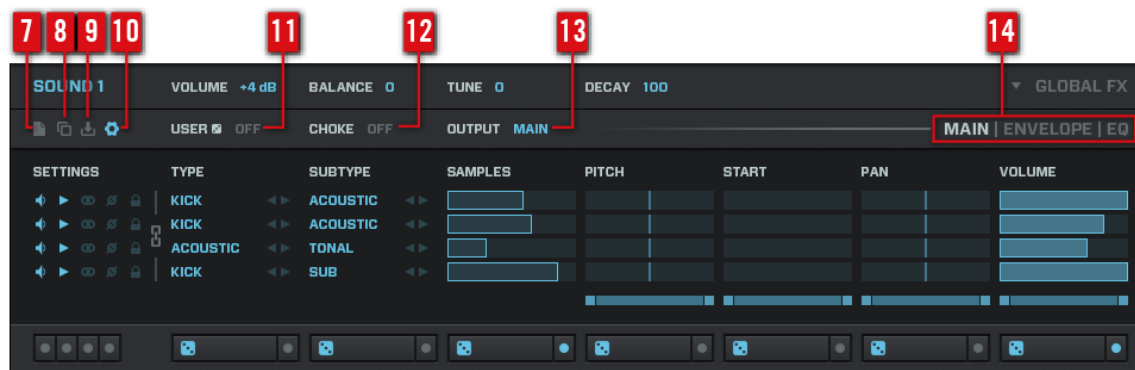 7 8 9 10 11 12 13 14
SOUND 1 VOLUME +4 dB BALANCE 0 TUNE 0 DECAY 100 GLOBAL FX
USER OFF CHOKE OFF OUTPUT MAIN MAIN | ENVELOPE | EQ
SETTINGS TYPE SUBTYPE SAMPLES PITCH START PAN VOLUME
KICK ACOUSTIC
KICK ACOUSTIC
ACOUSTIC TONAL
KICK SUB